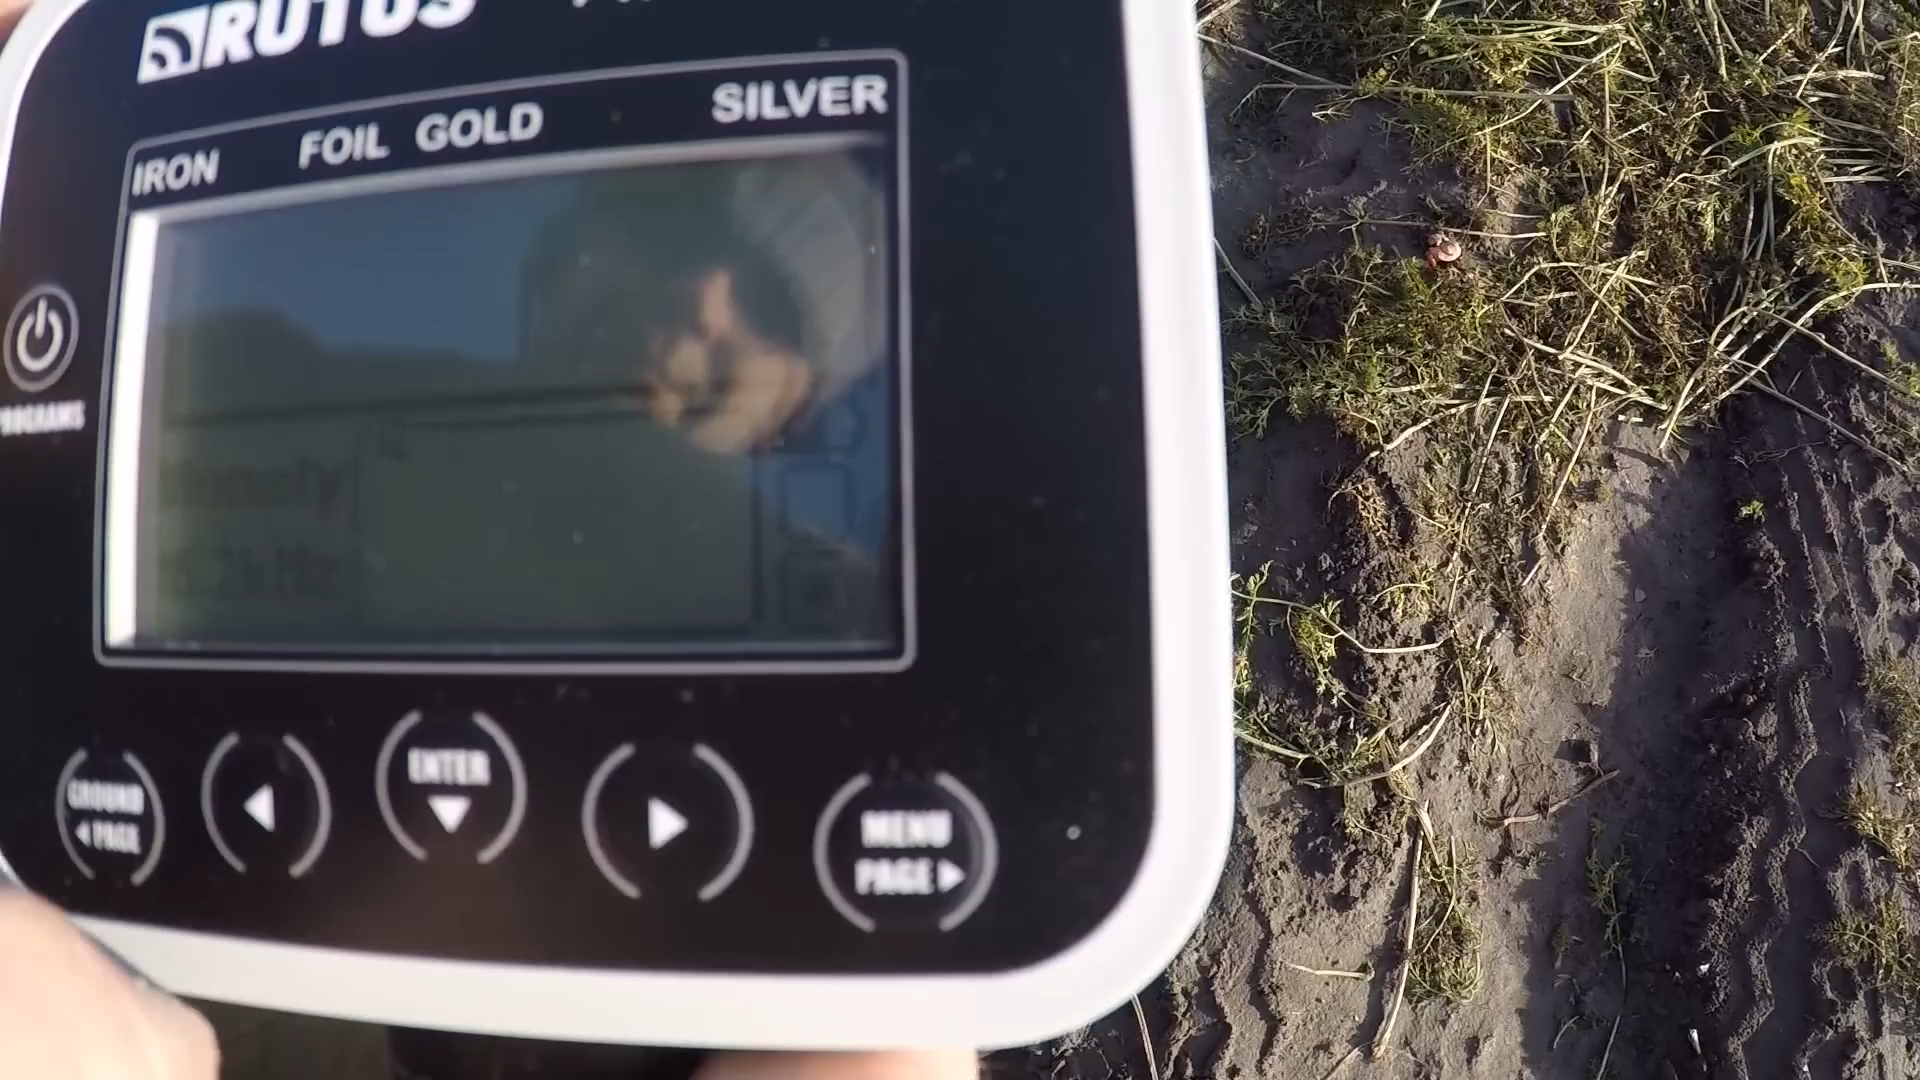 RUTUS
IRON FOIL GOLD SILVER
PROGRAMS
GROUND
◄ PAGE
◄
ENTER
▼
►
MENU
PAGE ►